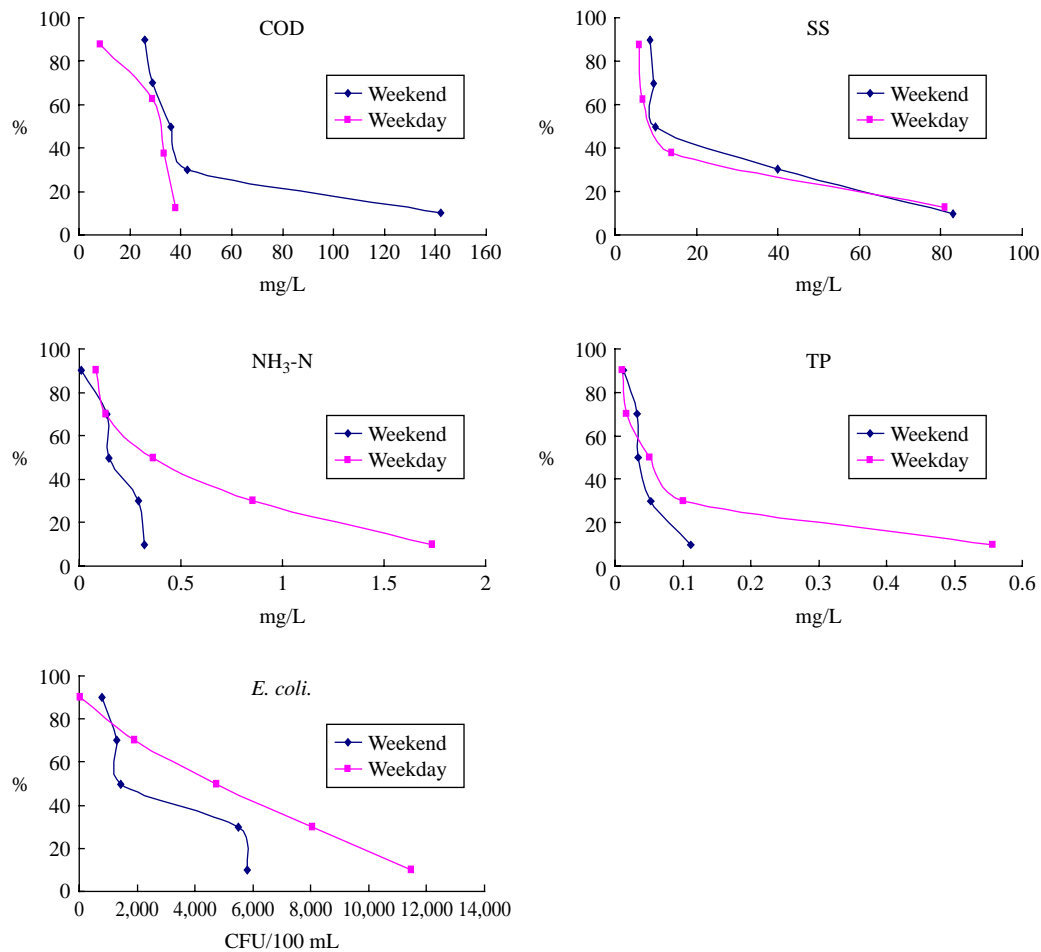 COD
100
80
60
%
40
20
0
0 20 40 60 80 100 120 140 160
mg/L
Weekend
Weekday
SS
100
80
60
%
40
20
0
0 20 40 60 80 100
mg/L
Weekend
Weekday
NH3-N
100
80
60
%
40
20
0
0 0.5 1 1.5 2
mg/L
Weekend
Weekday
TP
100
80
60
%
40
20
0
0 0.1 0.2 0.3 0.4 0.5 0.6
mg/L
Weekend
Weekday
E. coli.
100
80
60
%
40
20
0
0 2,000 4,000 6,000 8,000 10,000 12,000 14,000
CFU/100 mL
Weekend
Weekday